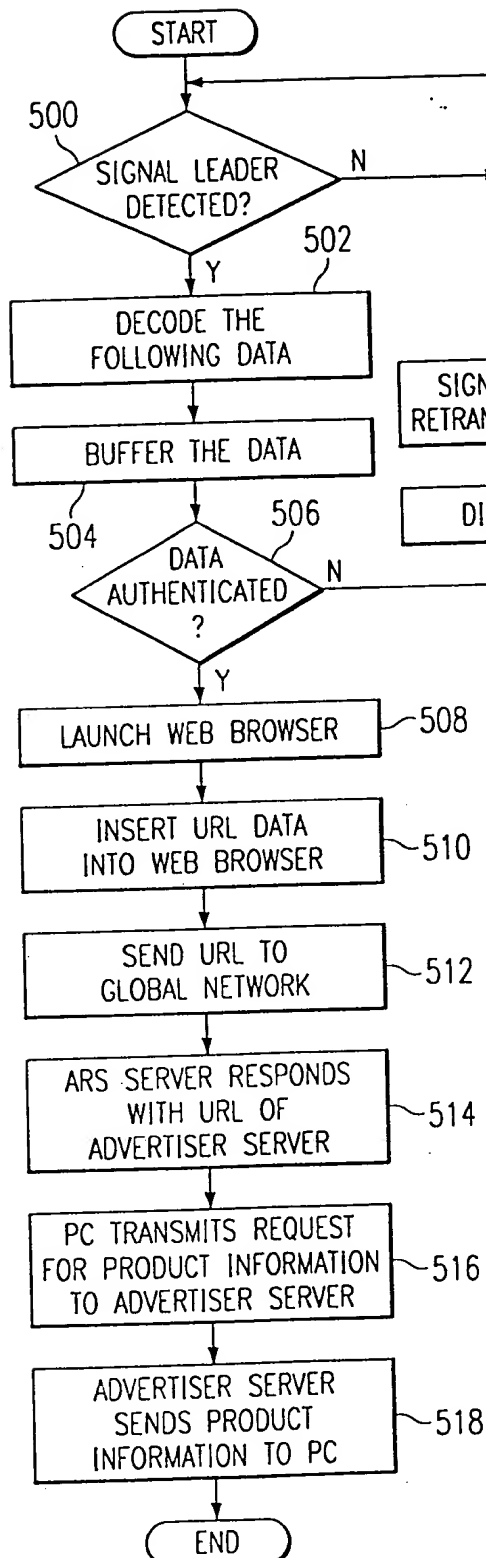 START
500
SIGNAL LEADER
DETECTED?
N
Y
502
DECODE THE
FOLLOWING DATA
BUFFER THE DATA
504
506
DATA
AUTHENTICATED
?
N
Y
DI
LAUNCH WEB BROWSER
508
INSERT URL DATA
INTO WEB BROWSER
510
SEND URL TO
GLOBAL NETWORK
512
ARS SERVER RESPONDS
WITH URL OF
ADVERTISER SERVER
514
PC TRANSMITS REQUEST
FOR PRODUCT INFORMATION
TO ADVERTISER SERVER
516
ADVERTISER SERVER
SENDS PRODUCT
INFORMATION TO PC
518
END
SIGN
RETRAN